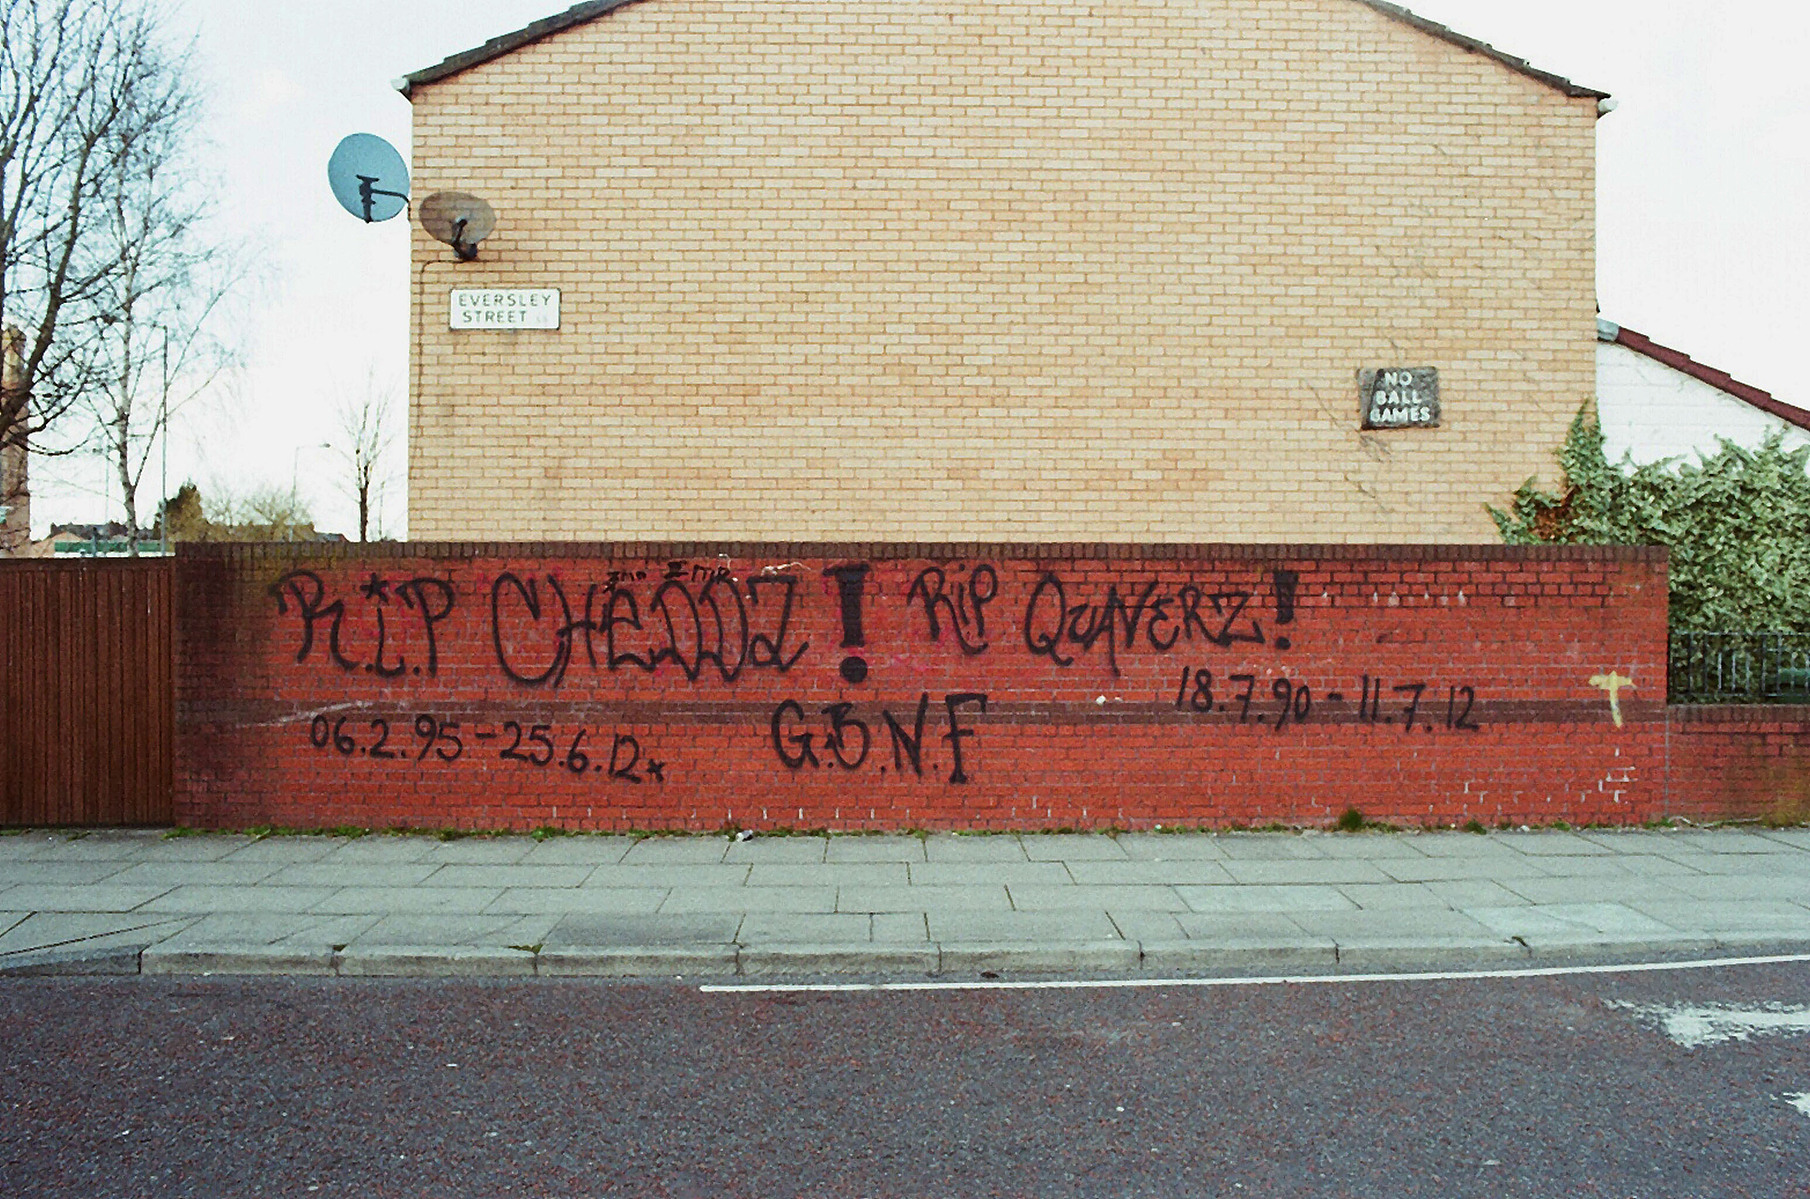 EVERSLEY
STREET
NO
BALL
GAMES
R.i.P CHEDDZ!
RiP QUAVERZ!
06.2.95-25.6.12*
G.B.N.F
18.7.90-11.7.12